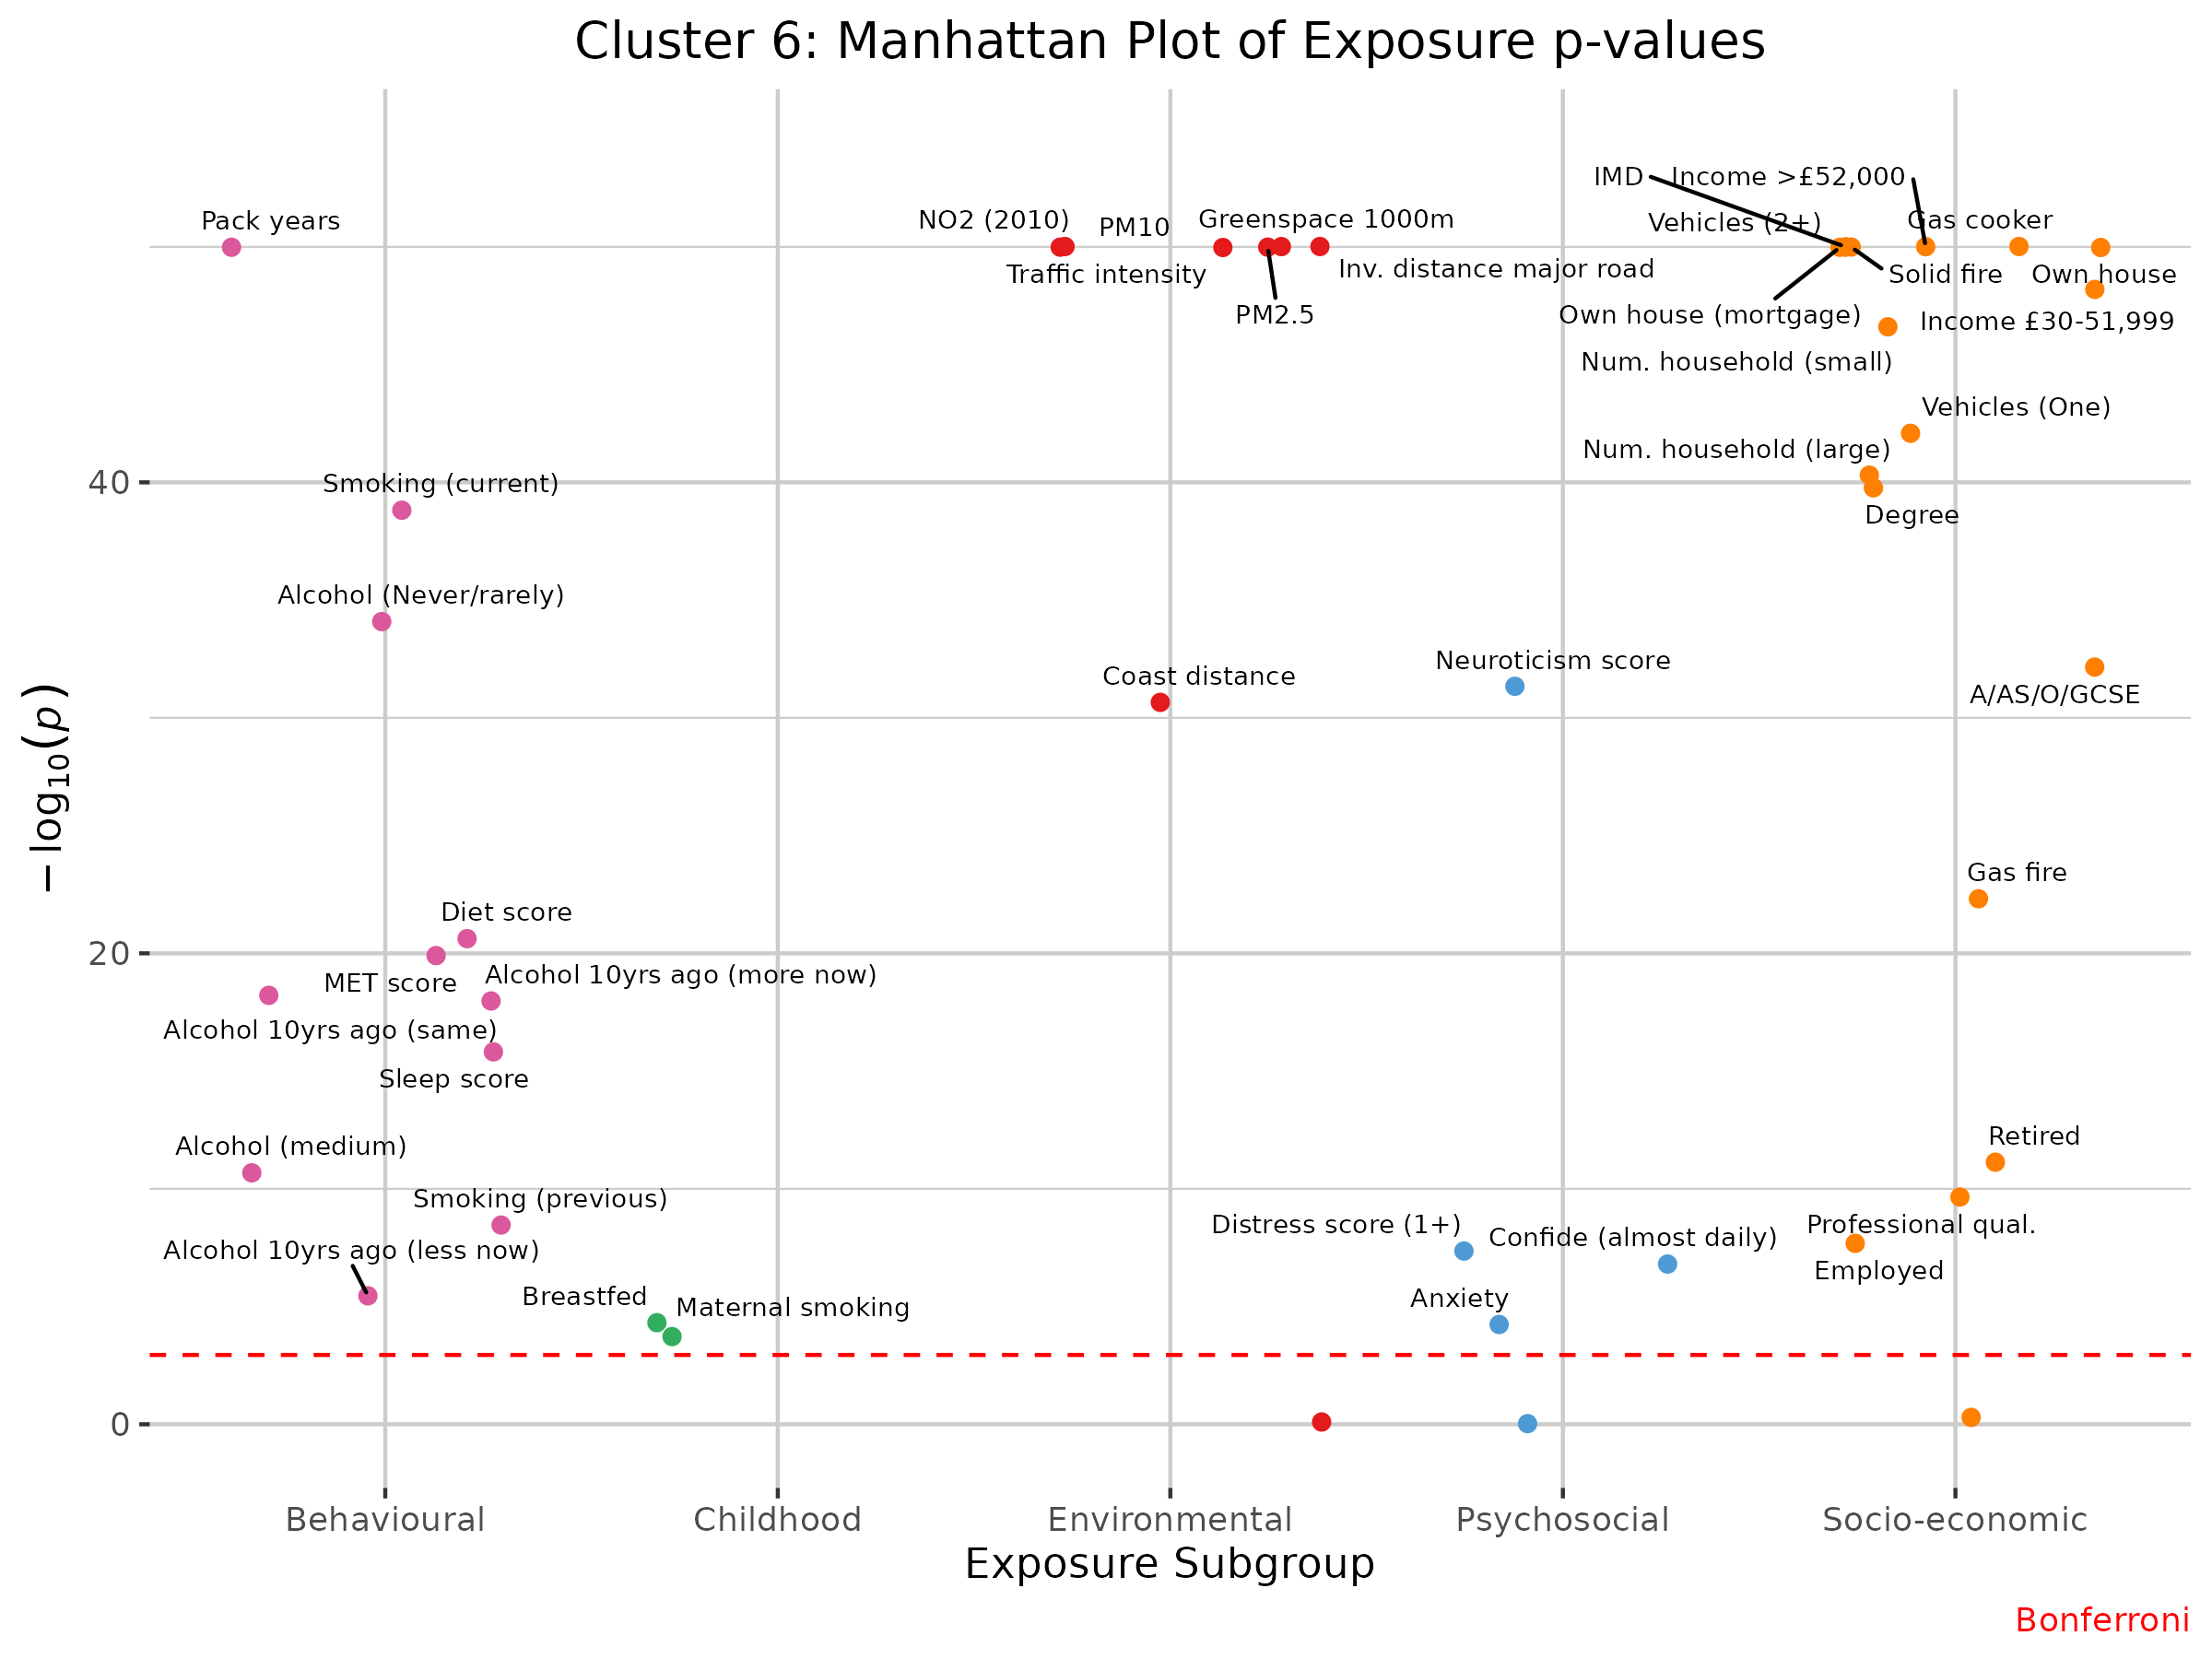 Cluster 6: Manhattan Plot of Exposure p-values
IMD
Income >£52,000
Pack years
NO2 (2010)
PM10
Greenspace 1000m
Vehicles (2+)
Gas cooker
Traffic intensity
Inv. distance major road
Solid fire
Own house
PM2.5
Own house (mortgage)
Income £30-51,999
Num. household (small)
Vehicles (One)
Num. household (large)
40
Smoking (current)
Degree
Alcohol (Never/rarely)
Coast distance
Neuroticism score
A/AS/O/GCSE
−log10(p)
Gas fire
Diet score
20
MET score
Alcohol 10yrs ago (more now)
Alcohol 10yrs ago (same)
Sleep score
Alcohol (medium)
Retired
Smoking (previous)
Distress score (1+)
Confide (almost daily)
Professional qual.
Alcohol 10yrs ago (less now)
Employed
Breastfed
Maternal smoking
Anxiety
0
Behavioural
Childhood
Environmental
Psychosocial
Socio-economic
Exposure Subgroup
Bonferroni